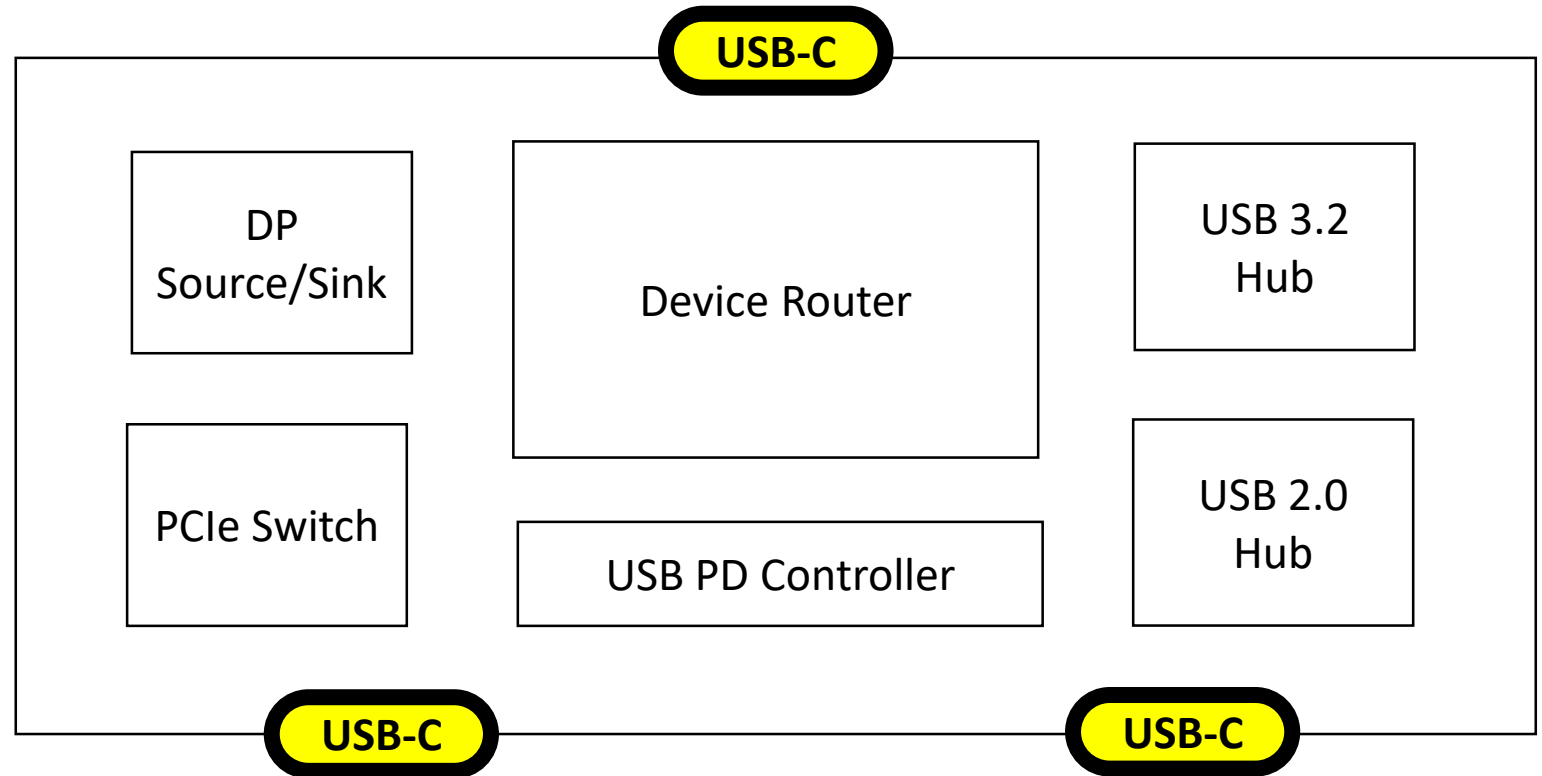 USB-C
DP
Source/Sink
Device Router
USB 3.2
Hub
PCIe Switch
USB PD Controller
USB 2.0
Hub
USB-C
USB-C